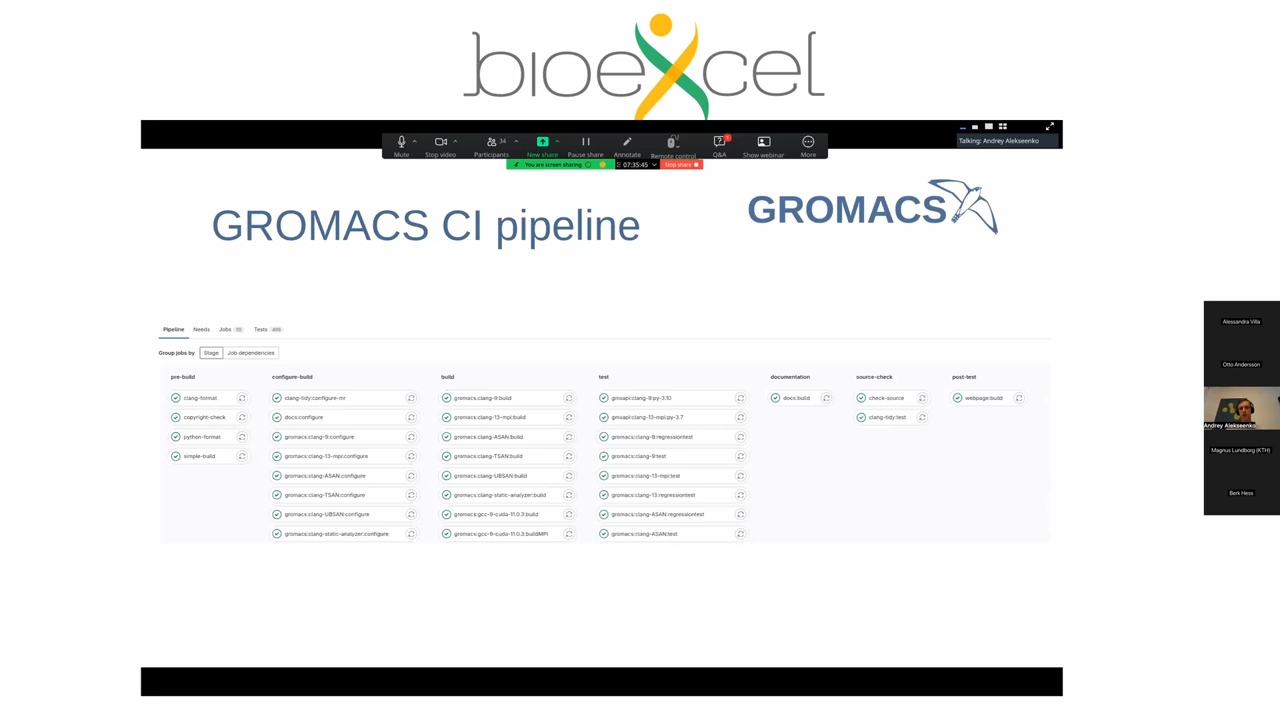 bioexcel
Talking: Andrey Alekseenko
Mute
Stop video
Participants
34
New share
Pause share
Annotate
Remote control
Q&A
1
Show webinar
More
You are screen sharing
07:35:45
Stop share
GROMACS CI pipeline
GROMACS
Pipeline
Needs
Jobs
Tests
Group jobs by
Stage
Job dependencies
pre-build
clang-format
copyright-check
python-format
simple-build
configure-build
clang-tidy:configure-mr
docs:configure
gromacs:clang-9:configure
gromacs:clang-13-mpi:configure
gromacs:clang-ASAN:configure
gromacs:clang-TSAN:configure
gromacs:clang-UBSAN:configure
gromacs:clang-static-analyzer:configure
build
gromacs:clang-9:build
gromacs:clang-13-mpi:build
gromacs:clang-ASAN:build
gromacs:clang-TSAN:build
gromacs:clang-UBSAN:build
gromacs:clang-static-analyzer:build
gromacs:gcc-9-cuda-11.0.3:build
gromacs:gcc-9-cuda-11.0.3:buildMPI
test
gmxapi:clang-9:py-3.10
gmxapi:clang-13-mpi:py-3.7
gromacs:clang-9:regressiontest
gromacs:clang-9:test
gromacs:clang-13-mpi:test
gromacs:clang-13:regressiontest
gromacs:clang-ASAN:regressiontest
gromacs:clang-ASAN:test
documentation
docs:build
source-check
check-source
clang-tidy:test
post-test
webpage:build
Alessandra Villa
Otto Andersson
Andrey Alekseenko
Magnus Lundborg (KTH)
Berk Hess